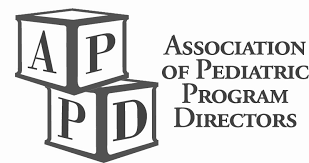 A P
P D
ASSOCIATION
OF PEDIATRIC
PROGRAM
DIRECTORS